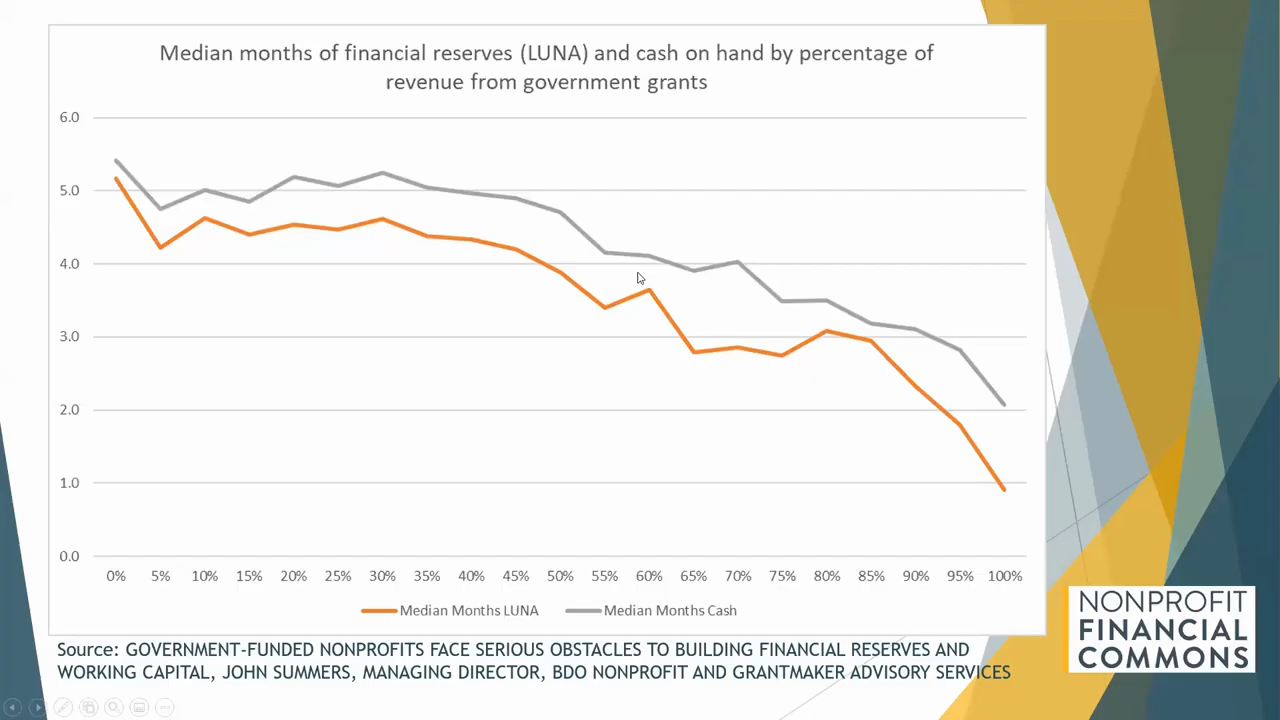 Median months of financial reserves (LUNA) and cash on hand by percentage of
revenue from government grants
6.0
5.0
4.0
3.0
2.0
1.0
0.0
0% 5% 10% 15% 20% 25% 30% 35% 40% 45% 50% 55% 60% 65% 70% 75% 80% 85% 90% 95% 100%
Median Months LUNA Median Months Cash
Source: GOVERNMENT-FUNDED NONPROFITS FACE SERIOUS OBSTACLES TO BUILDING FINANCIAL RESERVES AND
WORKING CAPITAL, JOHN SUMMERS, MANAGING DIRECTOR, BDO NONPROFIT AND GRANTMAKER ADVISORY SERVICES
NONPROFIT
FINANCIAL
COMMONS